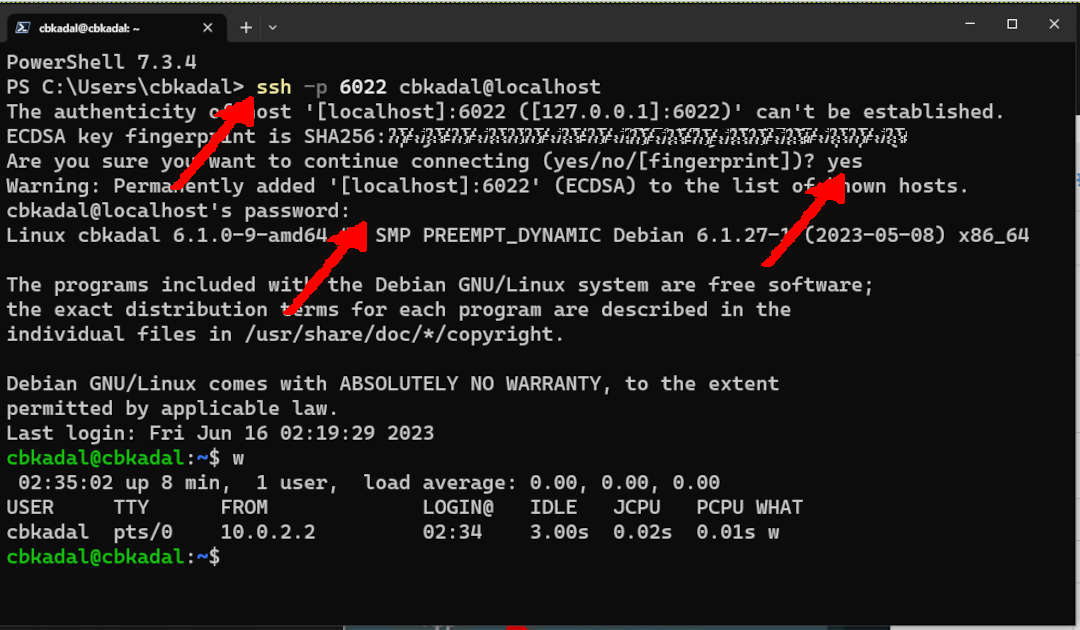 cbkadal@cbkadal: ~
PowerShell 7.3.4
PS C:\Users\cbkadal> ssh -p 6022 cbkadal@localhost
The authenticity of host '[localhost]:6022 ([127.0.0.1]:6022)' can't be established.
ECDSA key fingerprint is SHA256:
Are you sure you want to continue connecting (yes/no/[fingerprint])? yes
Warning: Permanently added '[localhost]:6022' (ECDSA) to the list of known hosts.
cbkadal@localhost's password:
Linux cbkadal 6.1.0-9-amd64 SMP PREEMPT_DYNAMIC Debian 6.1.27-1 (2023-05-08) x86_64
The programs included with the Debian GNU/Linux system are free software;
the exact distribution terms for each program are described in the
individual files in /usr/share/doc/*/copyright.
Debian GNU/Linux comes with ABSOLUTELY NO WARRANTY, to the extent
permitted by applicable law.
Last login: Fri Jun 16 02:19:29 2023
cbkadal@cbkadal:~$ w
02:35:02 up 8 min, 1 user, load average: 0.00, 0.00, 0.00
USER TTY FROM LOGIN@ IDLE JCPU PCPU WHAT
cbkadal pts/0 10.0.2.2 02:34 3.00s 0.02s 0.01s w
cbkadal@cbkadal:~$